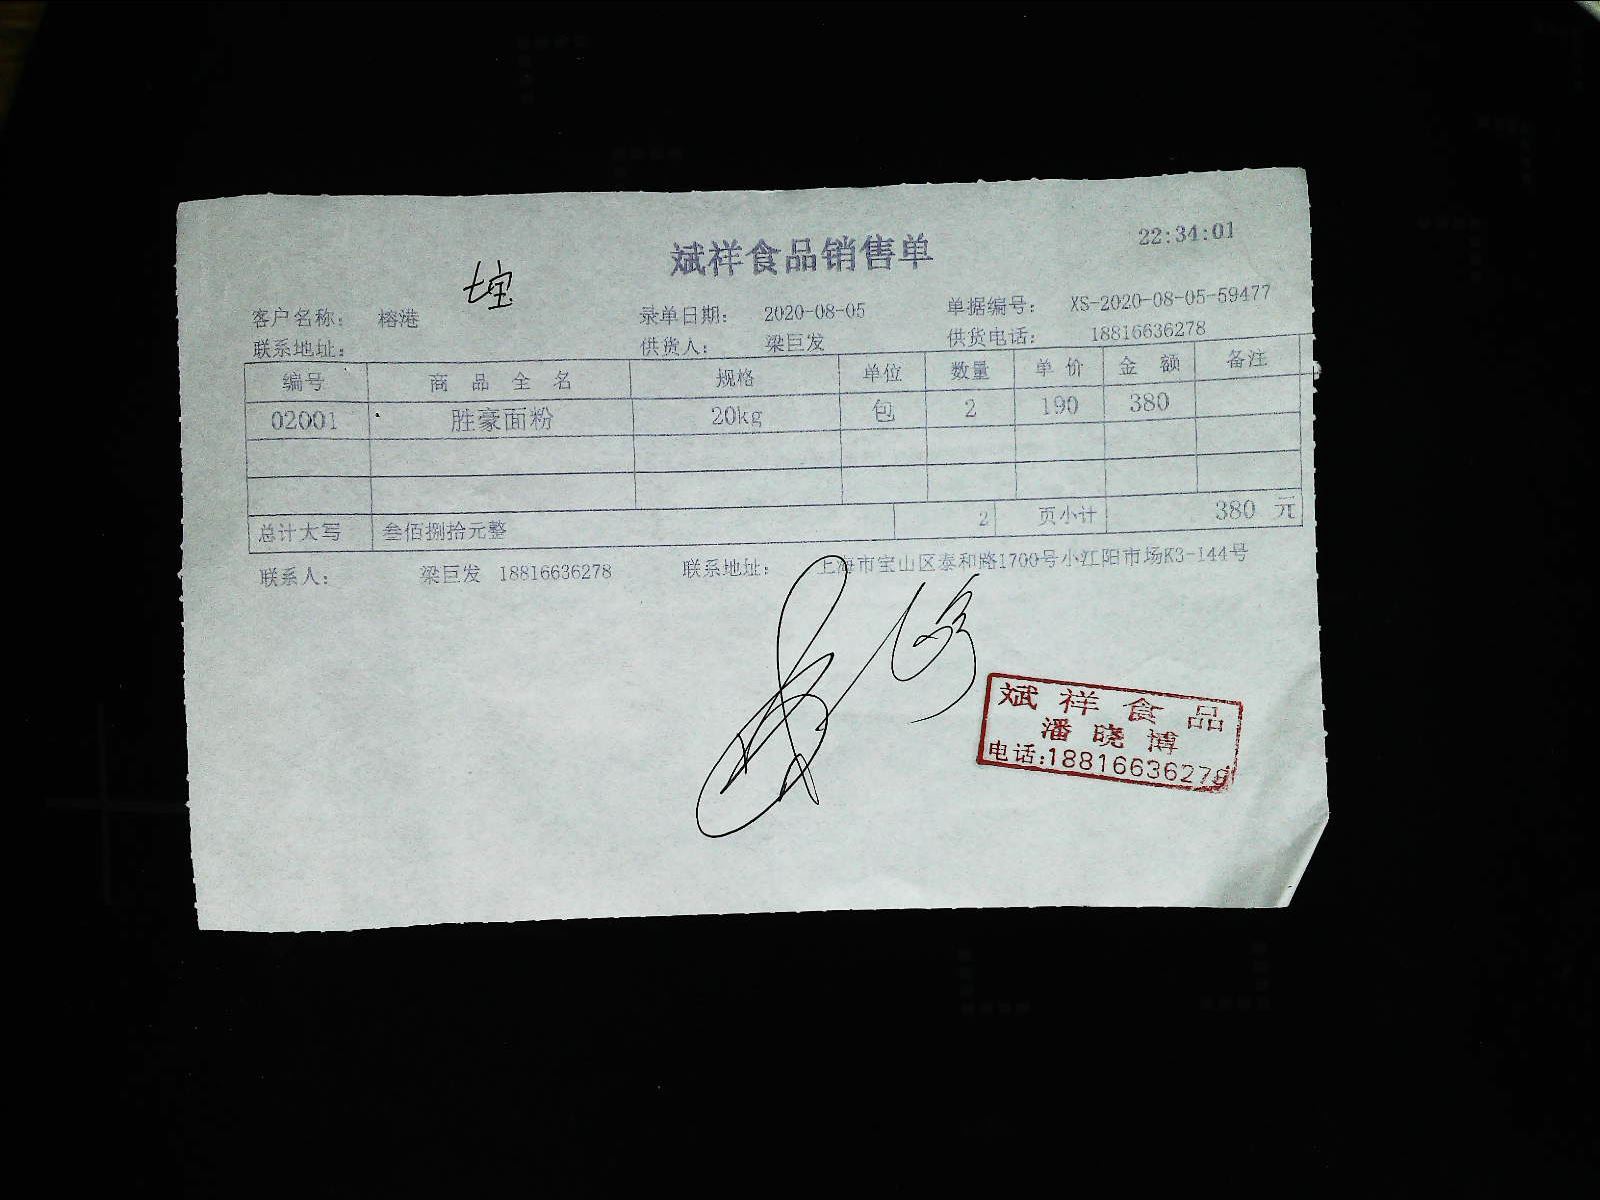 斌祥食品销售单
22:34:01
七宝
客户名称： 榕港 录单日期： 2020-08-05 单据编号： XS-2020-08-05-59477
联系地址： 供货人： 梁巨发 供货电话： 18816636278
编号 商品全名 规格 单位 数量 单价 金额 备注
02001 胜豪面粉 20kg 包 2 190 380
总计大写 叁佰捌拾元整 2 页小计 380 元
联系人： 梁巨发 18816636278 联系地址： 上海市宝山区泰和路1700号小江阳市场K3-144号
斌祥食品
潘晓博
电话:18816636278